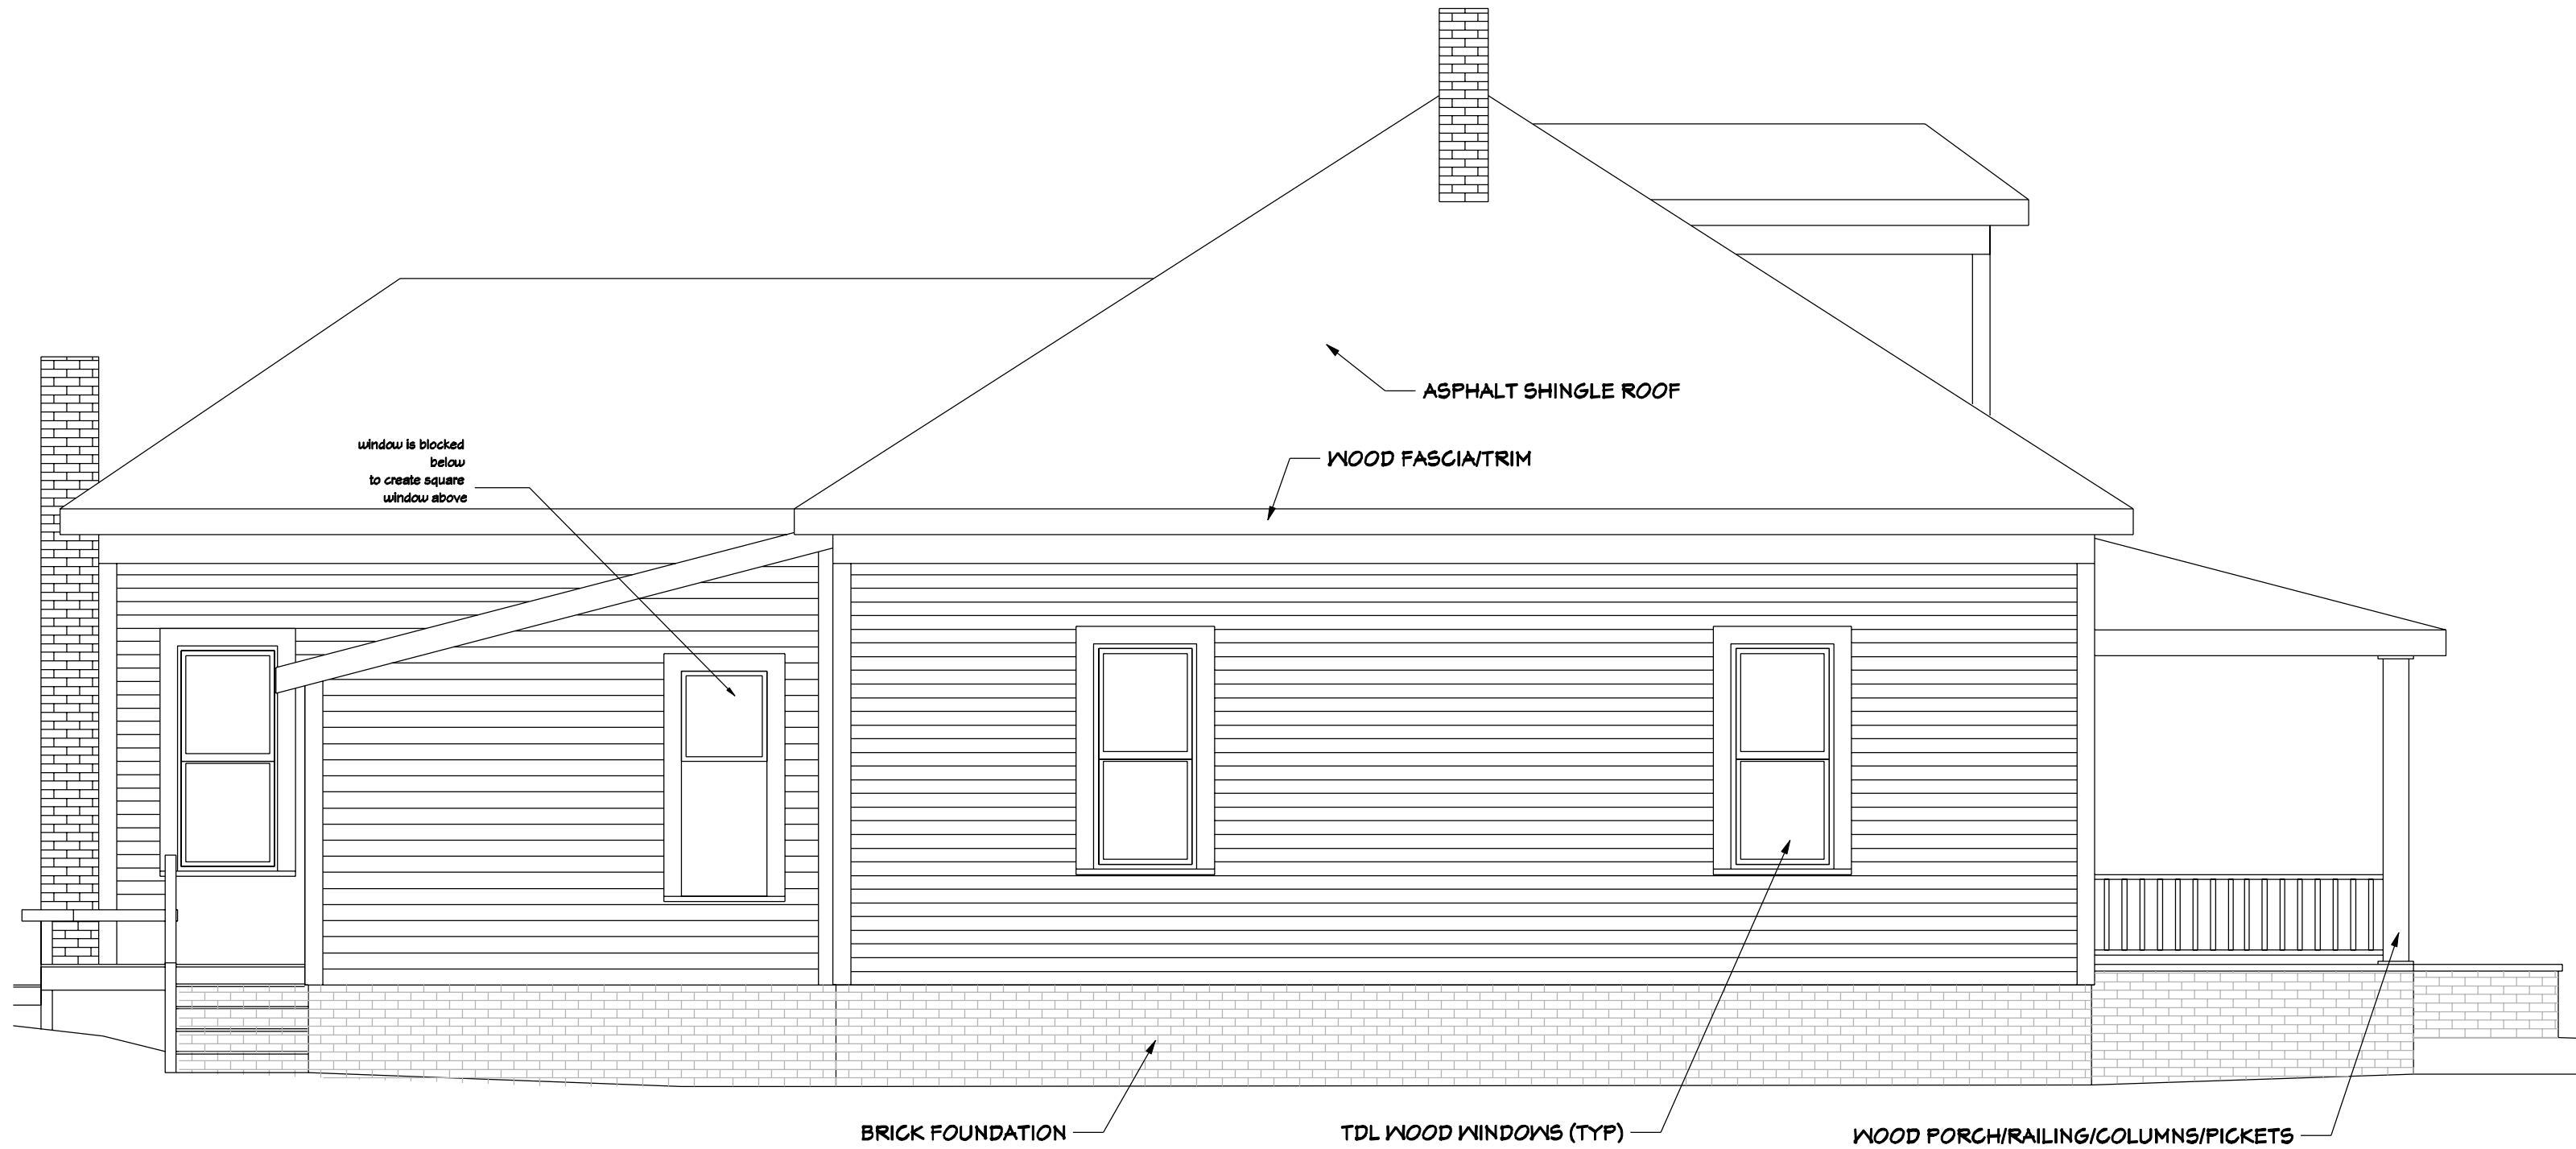 ASPHALT SHINGLE ROOF
window is blocked
below
to create square
window above
WOOD FASCIA/TRIM
BRICK FOUNDATION
TDL WOOD WINDOWS (TYP)
WOOD PORCH/RAILING/COLUMNS/PICKETS